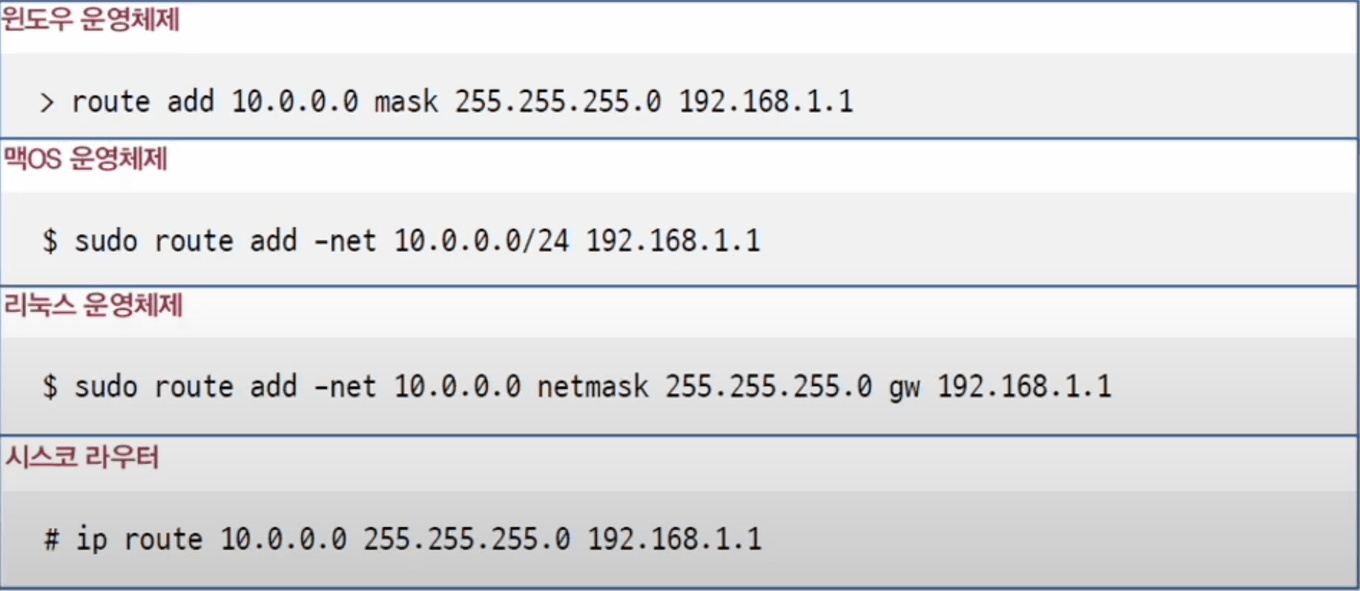 윈도우 운영체제
> route add 10.0.0.0 mask 255.255.255.0 192.168.1.1
맥OS 운영체제
$ sudo route add -net 10.0.0.0/24 192.168.1.1
리눅스 운영체제
$ sudo route add -net 10.0.0.0 netmask 255.255.255.0 gw 192.168.1.1
시스코 라우터
# ip route 10.0.0.0 255.255.255.0 192.168.1.1